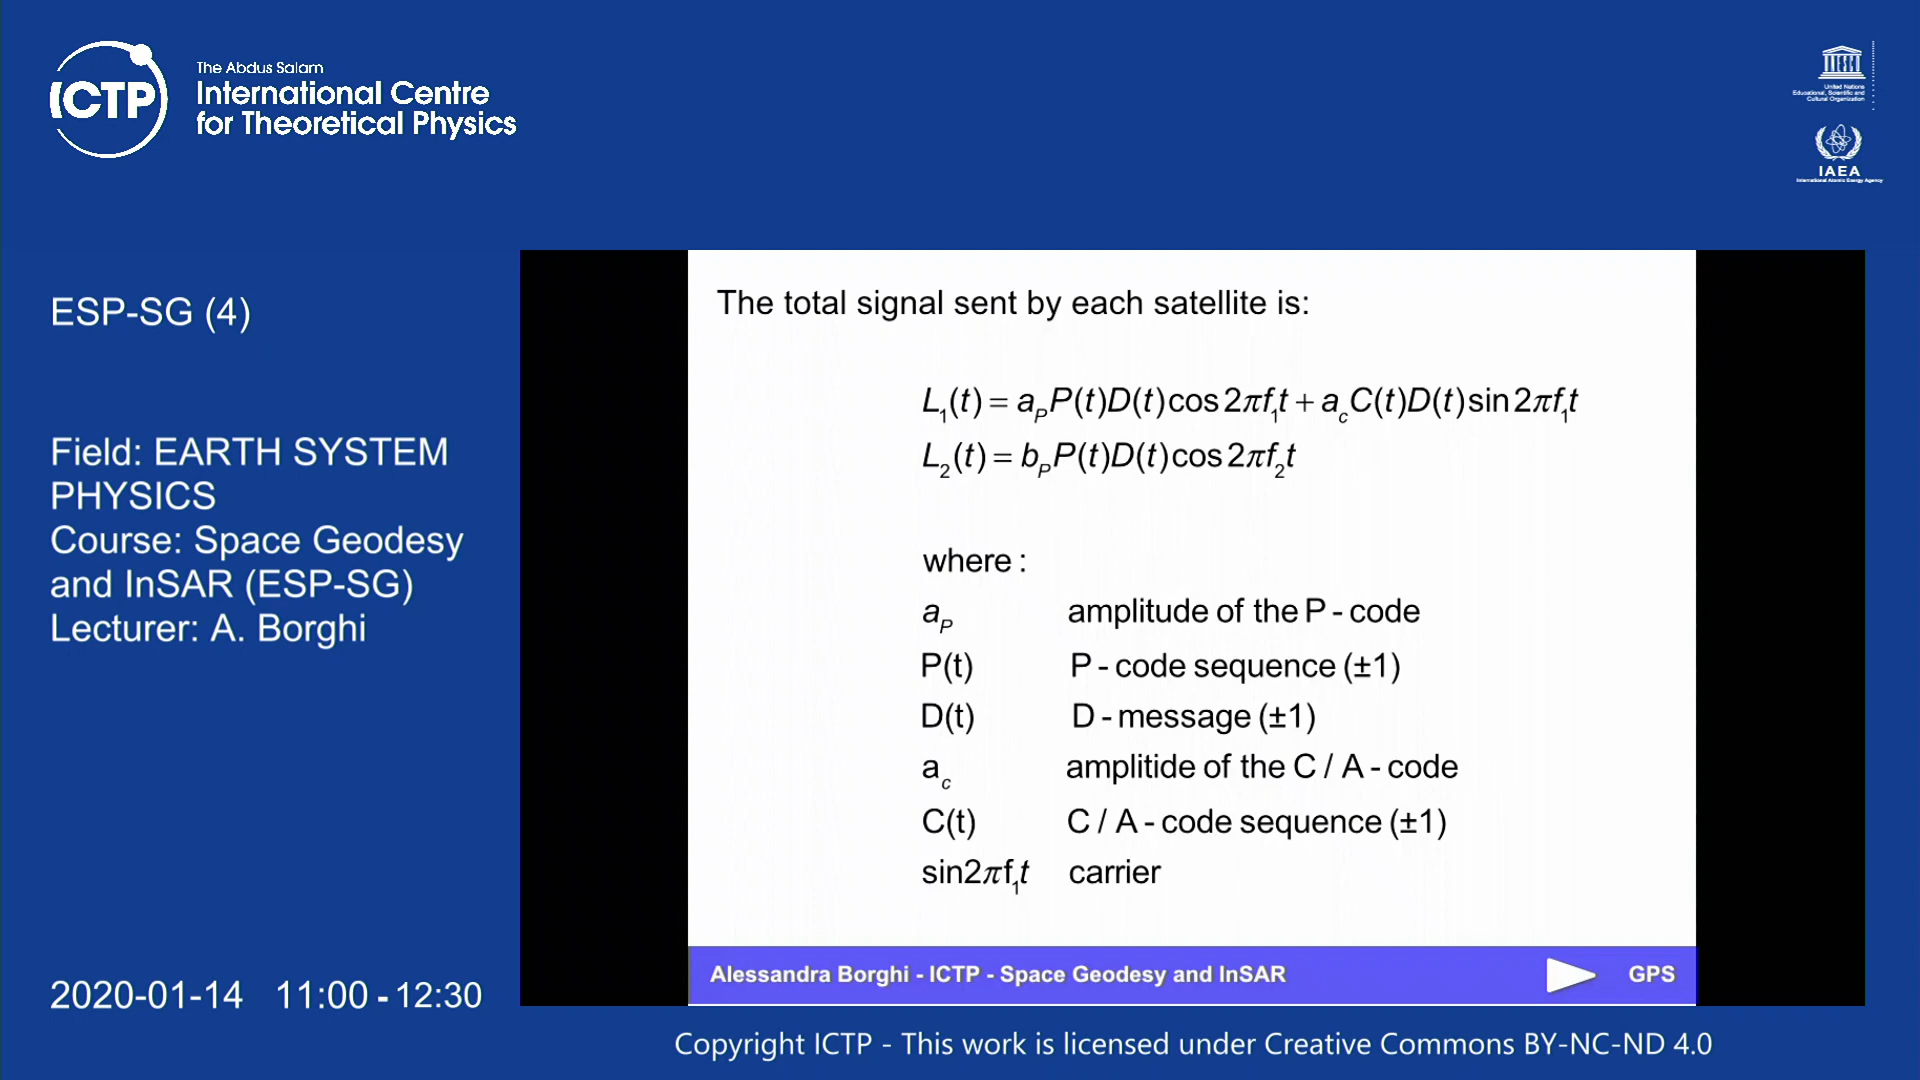 ICTP
The Abdus Salam
International Centre
for Theoretical Physics
United Nations
Educational, Scientific and
Cultural Organization
IAEA
International Atomic Energy Agency
ESP-SG (4)
Field: EARTH SYSTEM
PHYSICS
Course: Space Geodesy
and InSAR (ESP-SG)
Lecturer: A. Borghi
2020-01-14 11:00 - 12:30
The total signal sent by each satellite is:
L₁(t) = a_P P(t)D(t)cos 2πf₁t + a_c C(t)D(t)sin 2πf₁t
L₂(t) = b_P P(t)D(t)cos 2πf₂t
where :
a_P amplitude of the P - code
P(t) P - code sequence (±1)
D(t) D - message (±1)
a_c amplitide of the C / A - code
C(t) C / A - code sequence (±1)
sin2πf₁t carrier
Alessandra Borghi - ICTP - Space Geodesy and InSAR GPS
Copyright ICTP - This work is licensed under Creative Commons BY-NC-ND 4.0